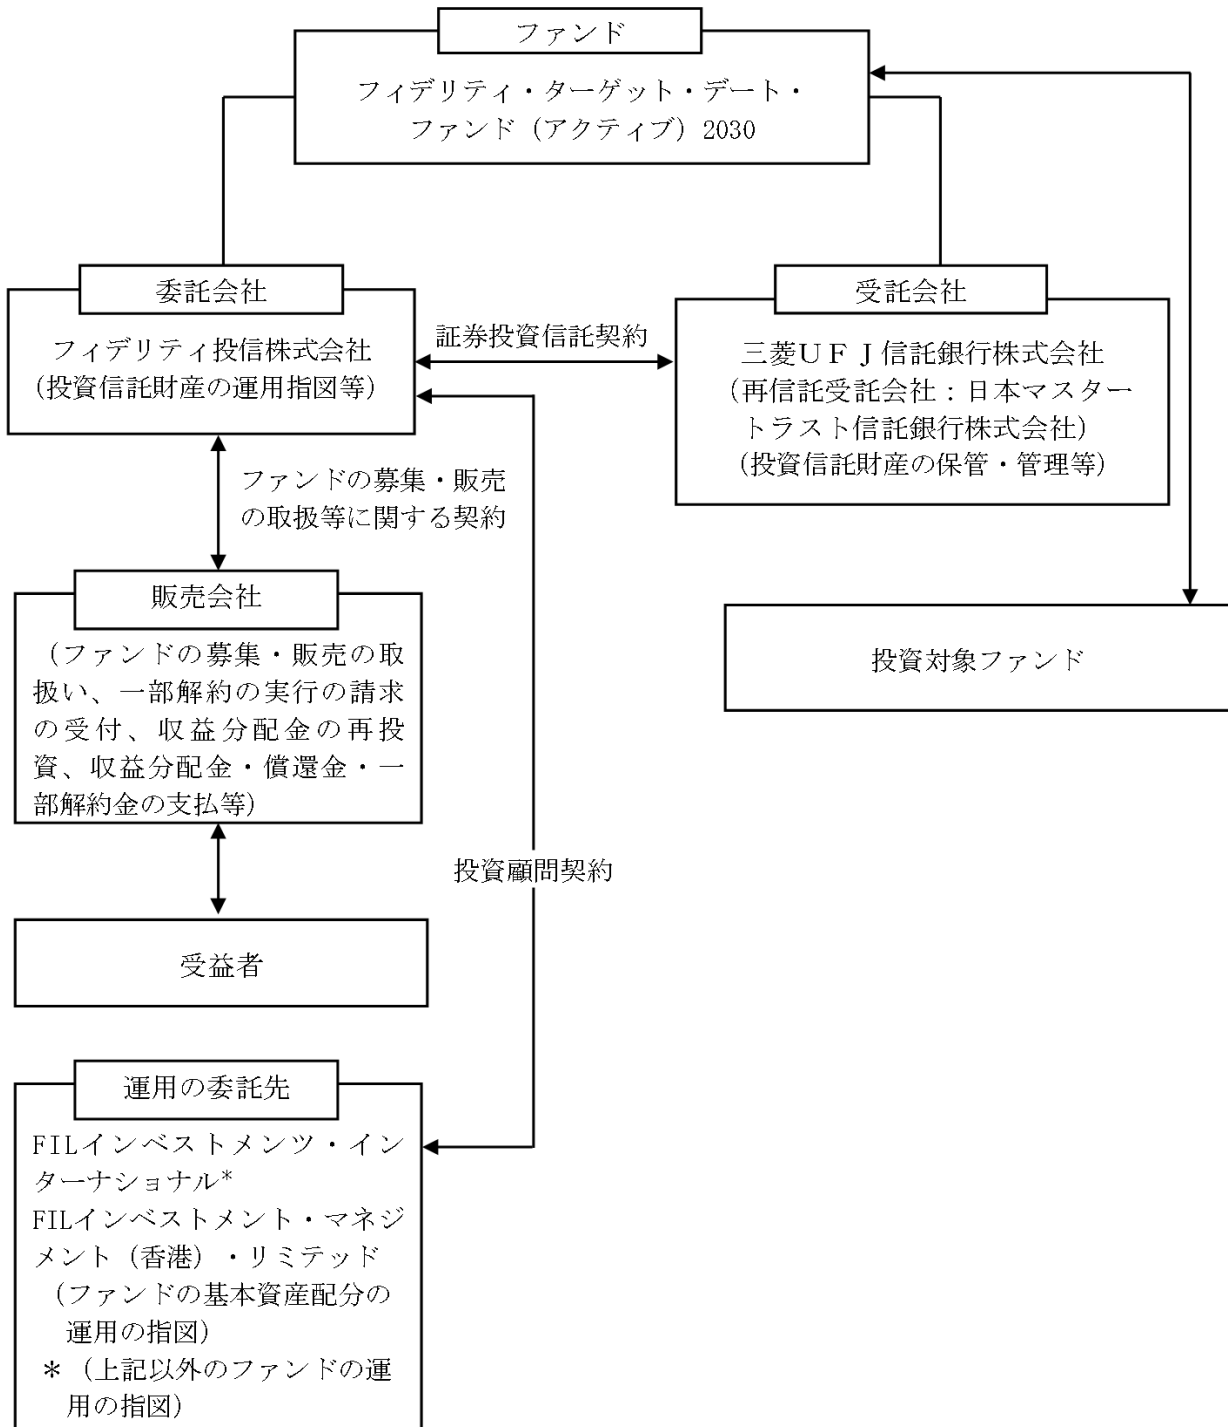 ファンド
フィデリティ・ターゲット・デート・
ファンド（アクティブ）2030
委託会社
フィデリティ投信株式会社
（投資信託財産の運用指図等）
証券投資信託契約
受託会社
三菱ＵＦＪ信託銀行株式会社
（再信託受託会社：日本マスター
トラスト信託銀行株式会社）
（投資信託財産の保管・管理等）
ファンドの募集・販売
の取扱等に関する契約
販売会社
（ファンドの募集・販売の取
扱い、一部解約の実行の請求
の受付、収益分配金の再投
資、収益分配金・償還金・一
部解約金の支払等）
投資対象ファンド
投資顧問契約
受益者
運用の委託先
FILインベストメンツ・イン
ターナショナル*
FILインベストメント・マネジ
メント（香港）・リミテッド
（ファンドの基本資産配分の
運用の指図）
＊（上記以外のファンドの運
用の指図）